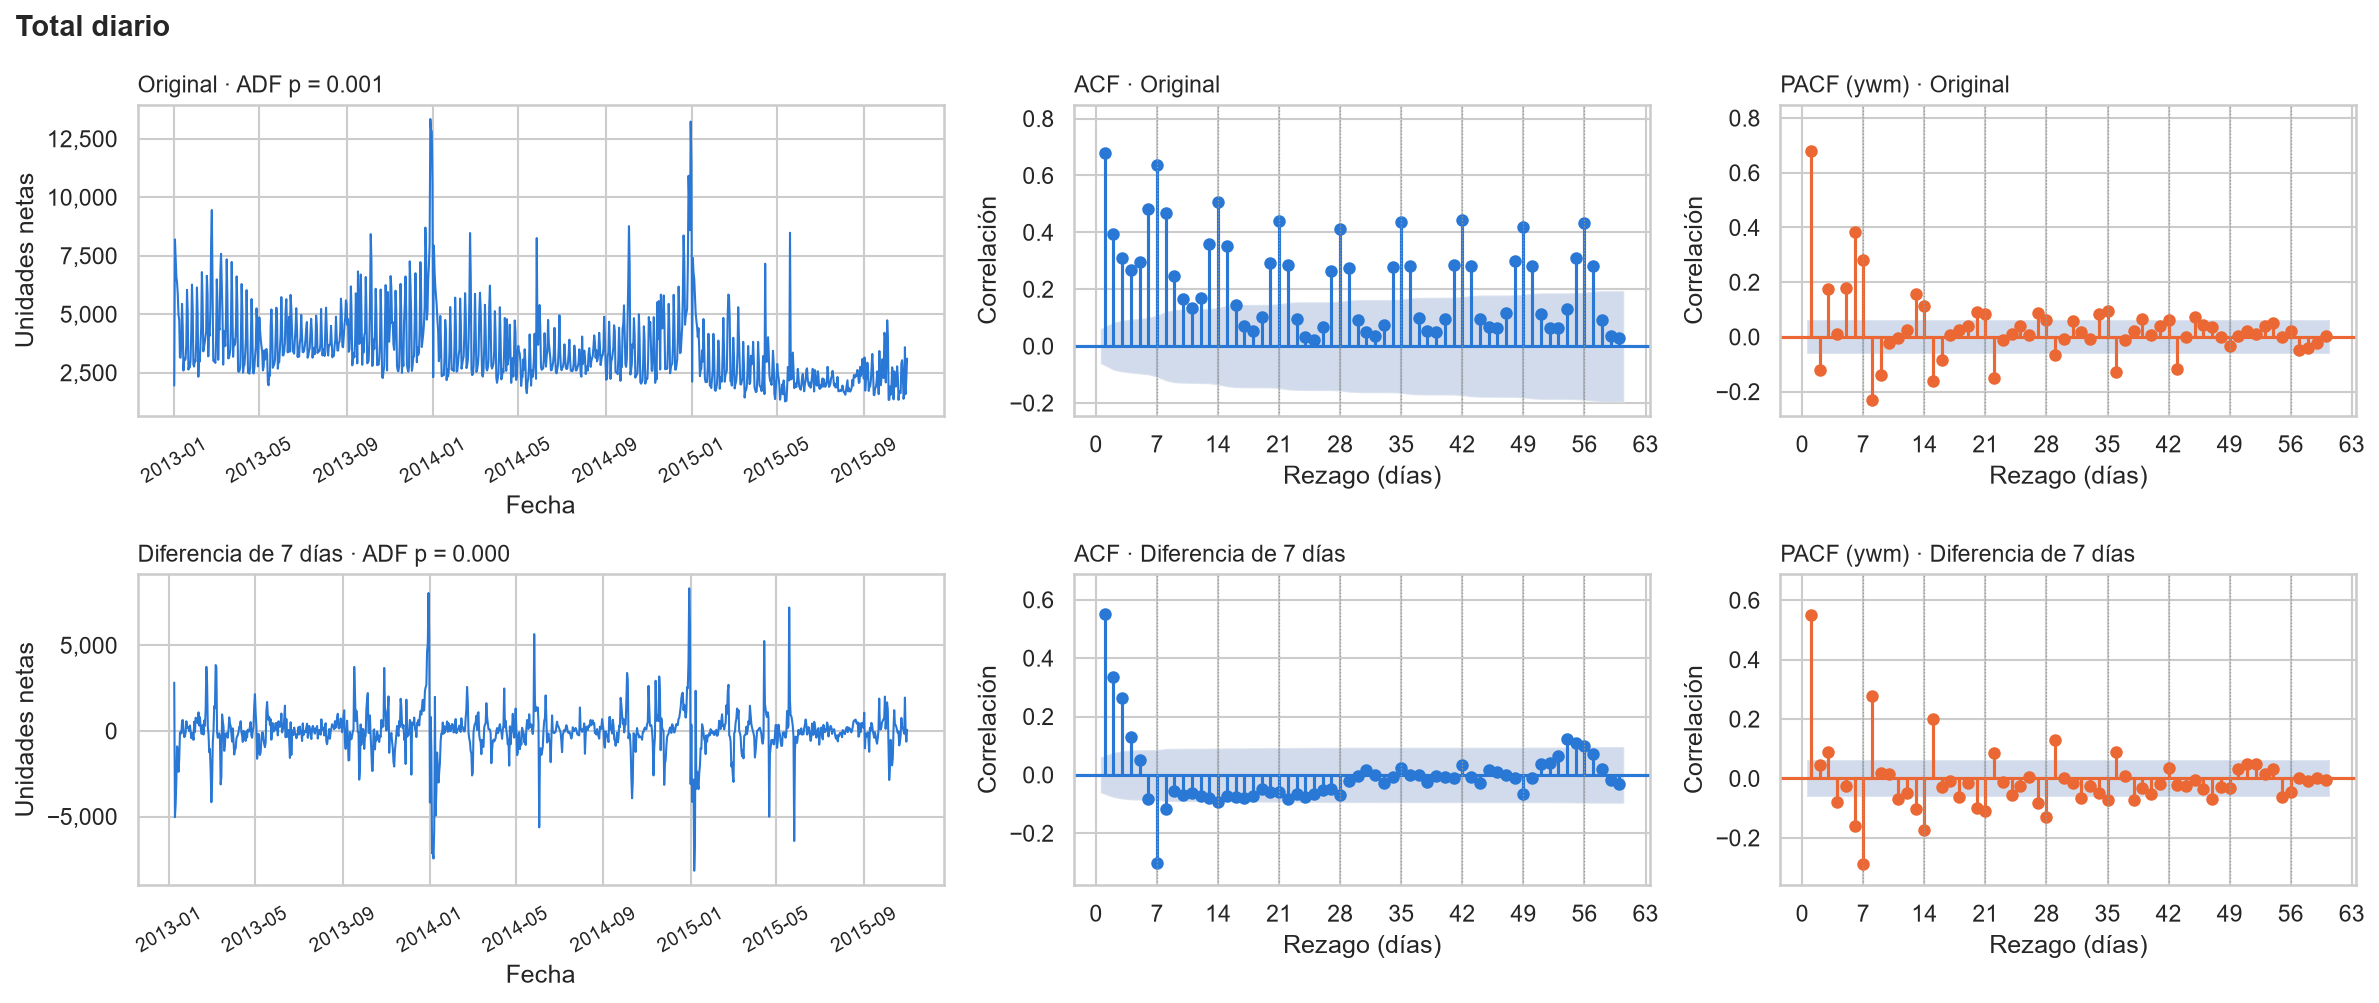 Total diario
Original · ADF p = 0.001
Unidades netas
12,500
10,000
7,500
5,000
2,500
2013-01
2013-05
2013-09
2014-01
2014-05
2014-09
2015-01
2015-05
2015-09
Fecha
ACF · Original
Correlación
0.8
0.6
0.4
0.2
0.0
−0.2
0 7 14 21 28 35 42 49 56 63
Rezago (días)
PACF (ywm) · Original
Correlación
0.8
0.6
0.4
0.2
0.0
−0.2
0 7 14 21 28 35 42 49 56 63
Rezago (días)
Diferencia de 7 días · ADF p = 0.000
Unidades netas
5,000
0
−5,000
2013-01
2013-05
2013-09
2014-01
2014-05
2014-09
2015-01
2015-05
2015-09
Fecha
ACF · Diferencia de 7 días
Correlación
0.6
0.4
0.2
0.0
−0.2
0 7 14 21 28 35 42 49 56 63
Rezago (días)
PACF (ywm) · Diferencia de 7 días
Correlación
0.6
0.4
0.2
0.0
−0.2
0 7 14 21 28 35 42 49 56 63
Rezago (días)